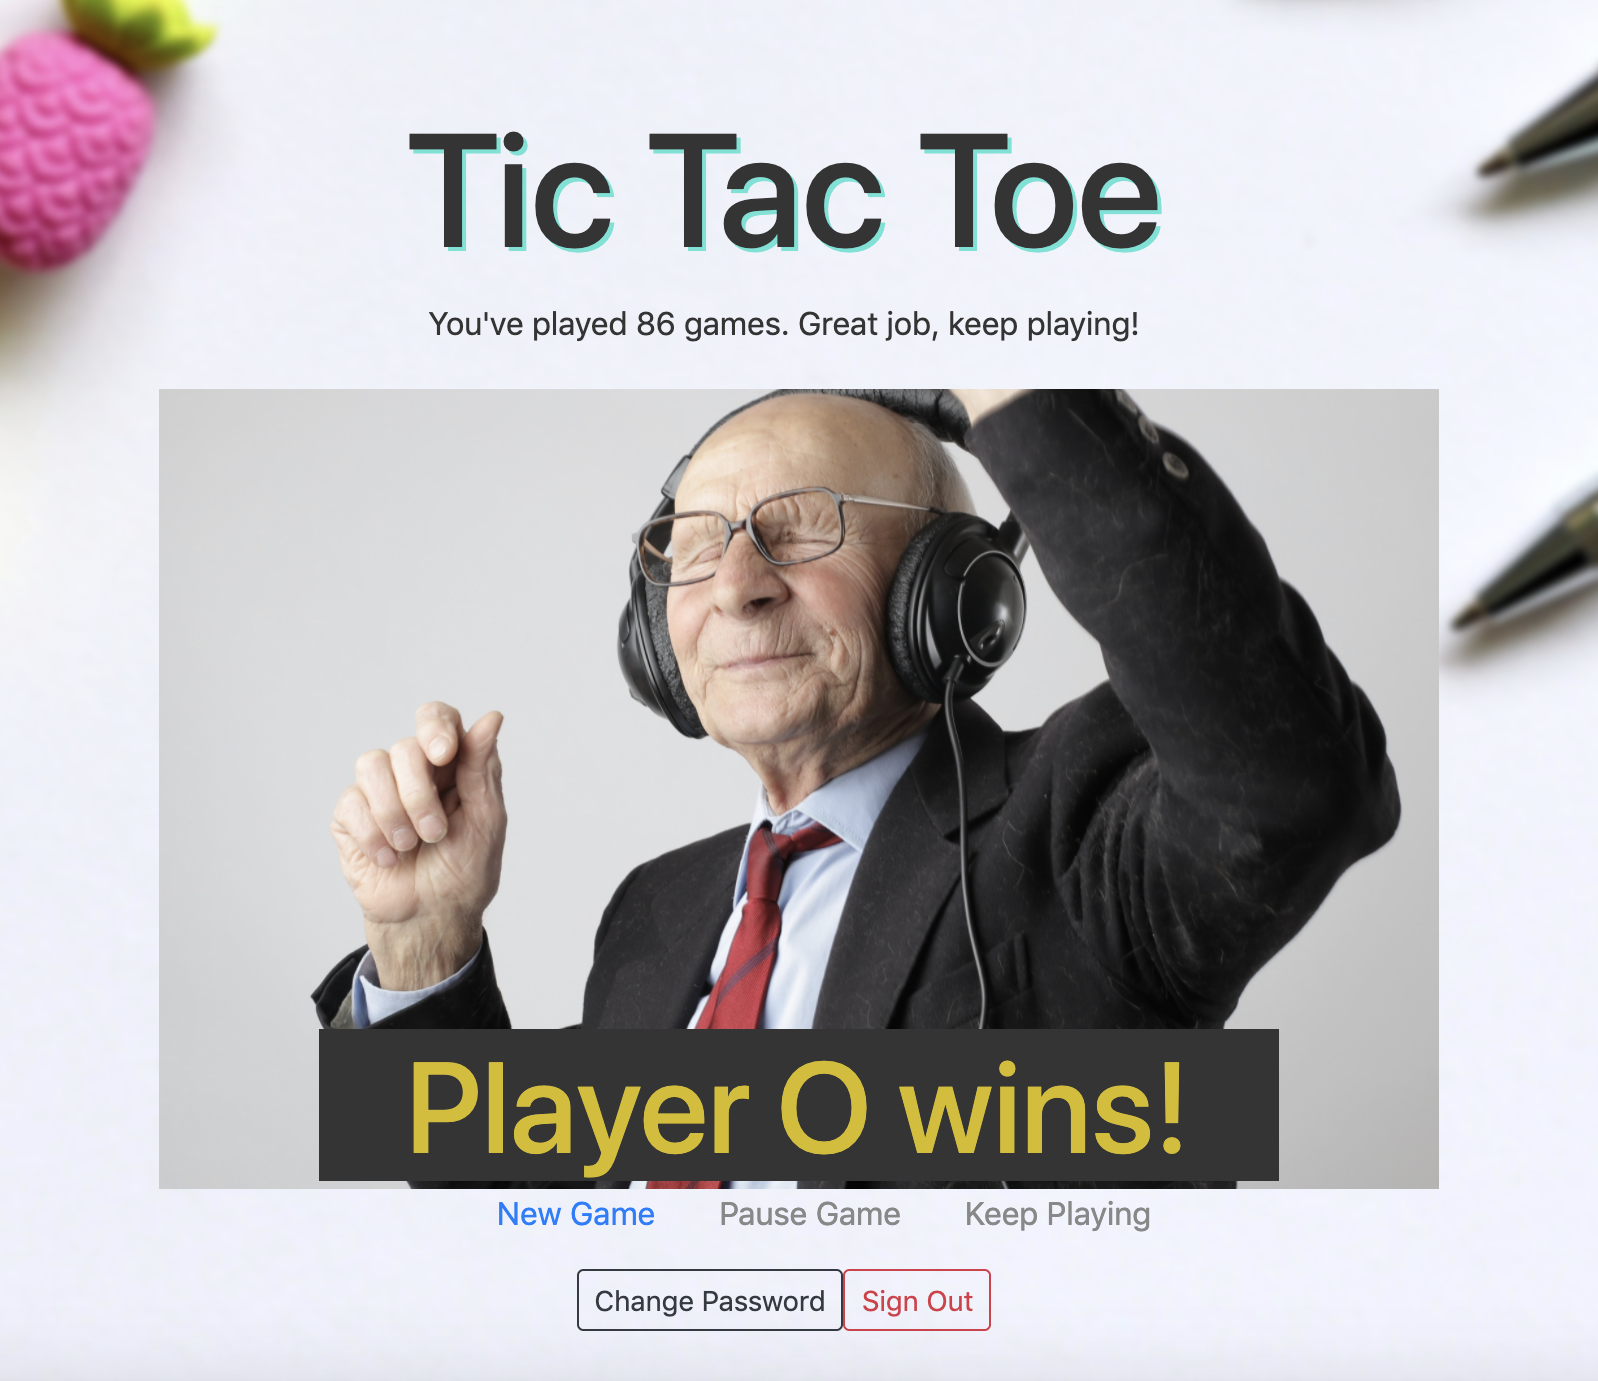 Tic Tac Toe
You've played 86 games. Great job, keep playing!
Player O wins!
New Game Pause Game Keep Playing
Change Password Sign Out